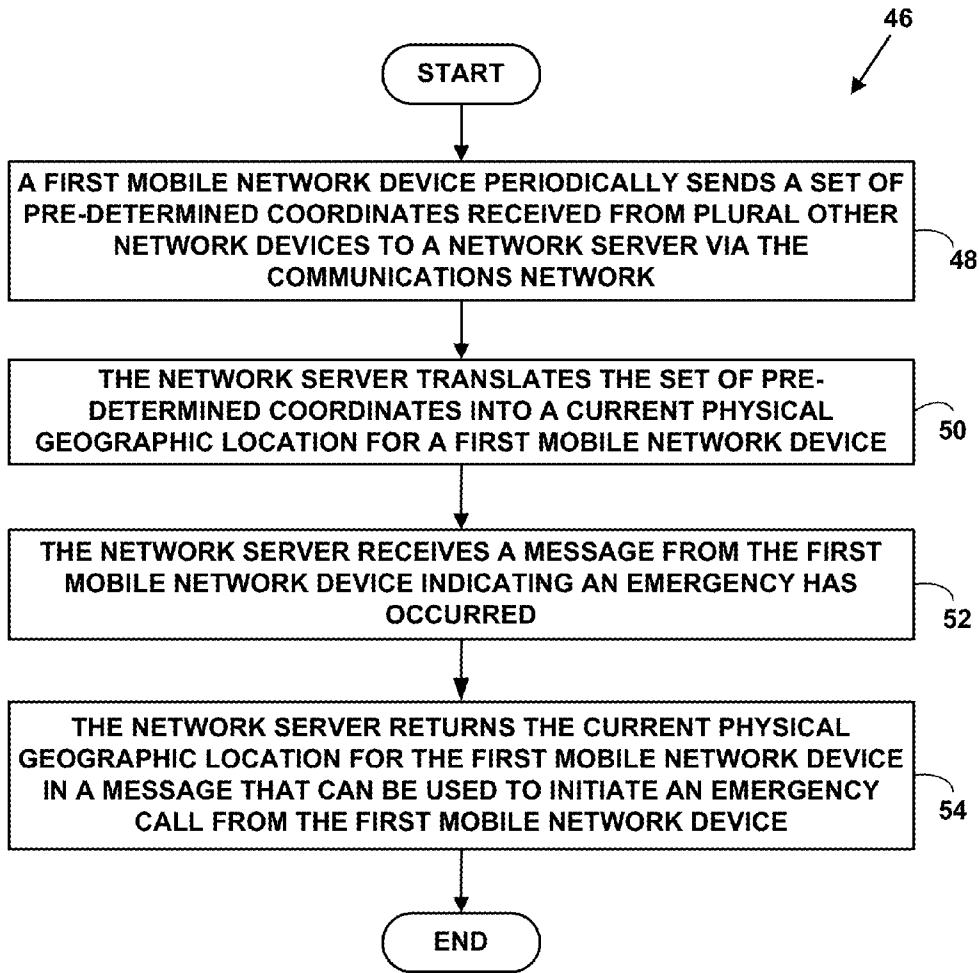 46
START
A FIRST MOBILE NETWORK DEVICE PERIODICALLY SENDS A SET OF
PRE-DETERMINED COORDINATES RECEIVED FROM PLURAL OTHER
NETWORK DEVICES TO A NETWORK SERVER VIA THE
COMMUNICATIONS NETWORK
48
THE NETWORK SERVER TRANSLATES THE SET OF PRE-
DETERMINED COORDINATES INTO A CURRENT PHYSICAL
GEOGRAPHIC LOCATION FOR A FIRST MOBILE NETWORK DEVICE
50
THE NETWORK SERVER RECEIVES A MESSAGE FROM THE FIRST
MOBILE NETWORK DEVICE INDICATING AN EMERGENCY HAS
OCCURRED
52
THE NETWORK SERVER RETURNS THE CURRENT PHYSICAL
GEOGRAPHIC LOCATION FOR THE FIRST MOBILE NETWORK DEVICE
IN A MESSAGE THAT CAN BE USED TO INITIATE AN EMERGENCY
CALL FROM THE FIRST MOBILE NETWORK DEVICE
54
END